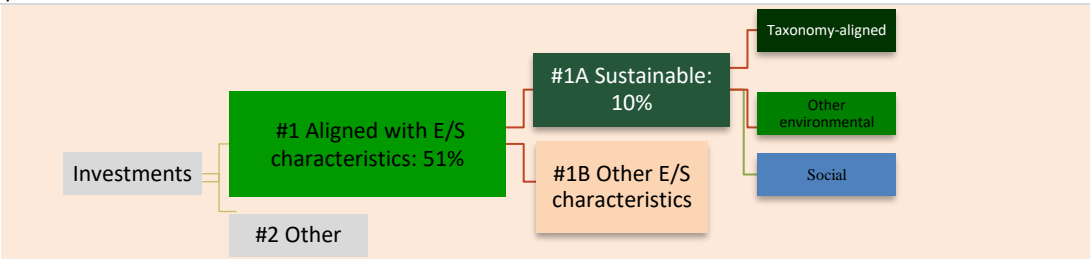 Investments
#1 Aligned with E/S
characteristics: 51%
#2 Other
#1A Sustainable:
10%
#1B Other E/S
characteristics
Taxonomy-aligned
Other
environmental
Social